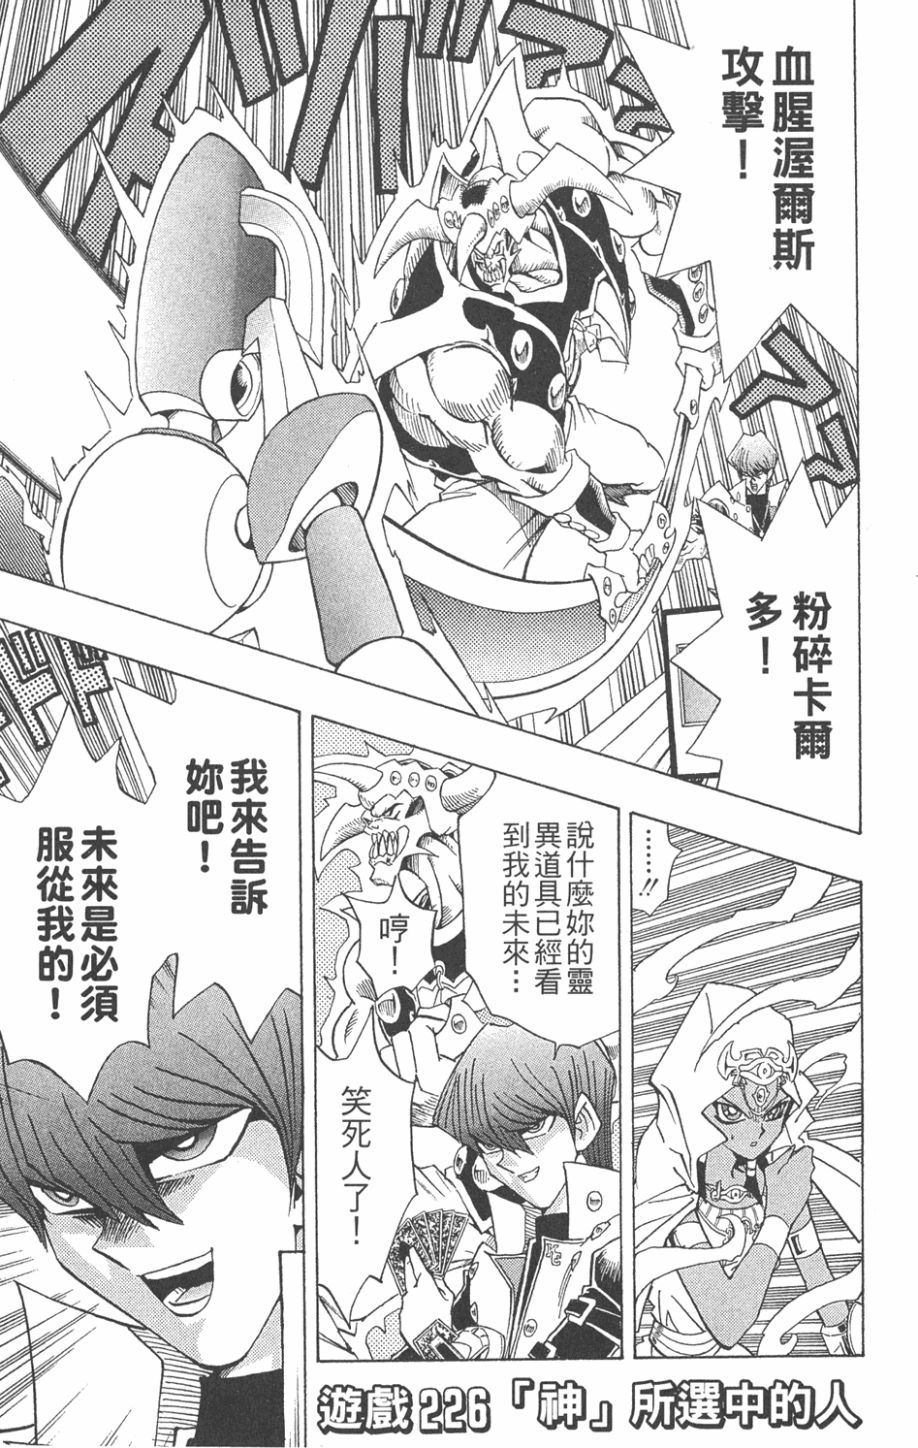 血腥渥爾斯
攻擊！
粉碎卡爾
多！
……!!
說什麼妳的靈
異道具已經看
到我的未來…
哼！
笑死人了！
我來告訴
妳吧！
未來是必須
服從我的！
遊戲226「神」所選中的人